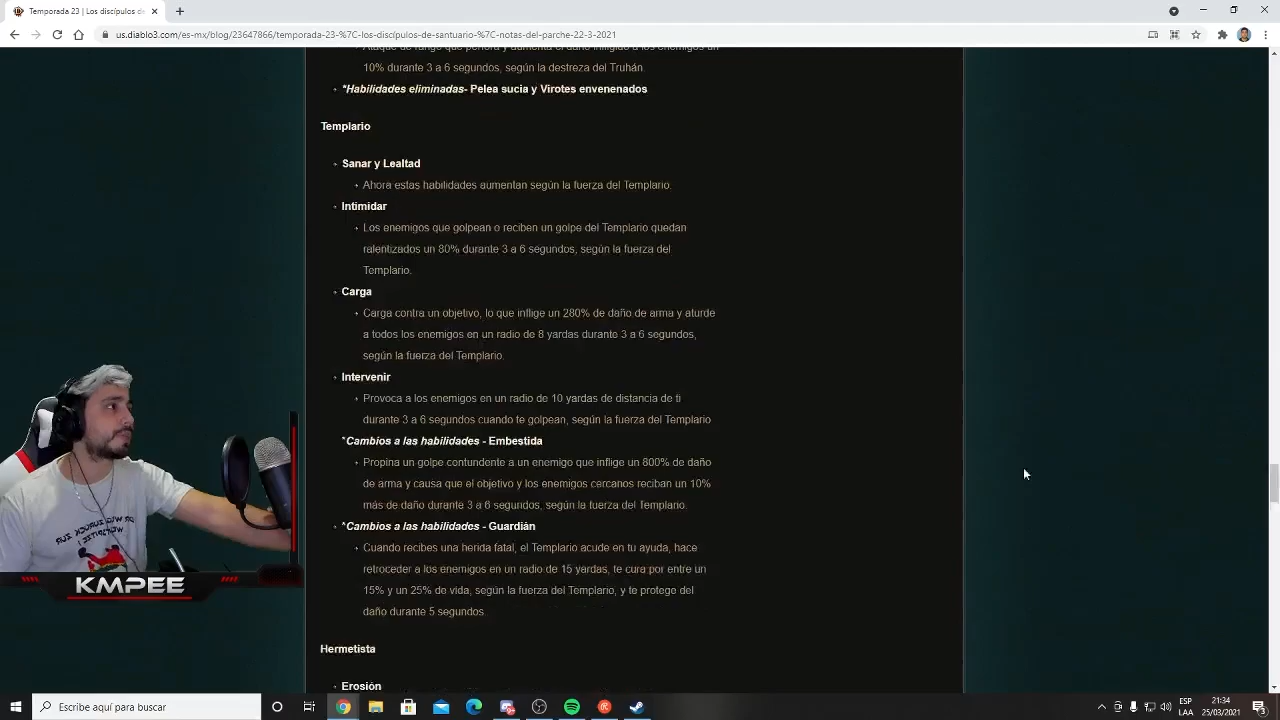 Temporada 23 | Los discípulos de
us.diablo3.com/es-mx/blog/23647866/temporada-23-%7C-los-discípulos-de-santuario-%7C-notas-del-parche-22-3-2021
Ataque de rango que perfora y aumenta el daño infligido a los enemigos un
10% durante 3 a 6 segundos, según la destreza del Truhán.
*Habilidades eliminadas- Pelea sucia y Virotes envenenados
Templario
Sanar y Lealtad
Ahora estas habilidades aumentan según la fuerza del Templario.
Intimidar
Los enemigos que golpean o reciben un golpe del Templario quedan
ralentizados un 80% durante 3 a 6 segundos, según la fuerza del
Templario.
Carga
Carga contra un objetivo, lo que inflige un 280% de daño de arma y aturde
a todos los enemigos en un radio de 8 yardas durante 3 a 6 segundos,
según la fuerza del Templario.
Intervenir
Provoca a los enemigos en un radio de 10 yardas de distancia de ti
durante 3 a 6 segundos cuando te golpean, según la fuerza del Templario
*Cambios a las habilidades - Embestida
Propina un golpe contundente a un enemigo que inflige un 800% de daño
de arma y causa que el objetivo y los enemigos cercanos reciban un 10%
más de daño durante 3 a 6 segundos, según la fuerza del Templario.
*Cambios a las habilidades - Guardián
Cuando recibes una herida fatal, el Templario acude en tu ayuda, hace
retroceder a los enemigos en un radio de 15 yardas, te cura por entre un
15% y un 25% de vida, según la fuerza del Templario, y te protege del
daño durante 5 segundos.
Hermetista
Erosión
KMPEE
Escribe aquí para buscar
ESP
LAA
21:34
25/03/2021